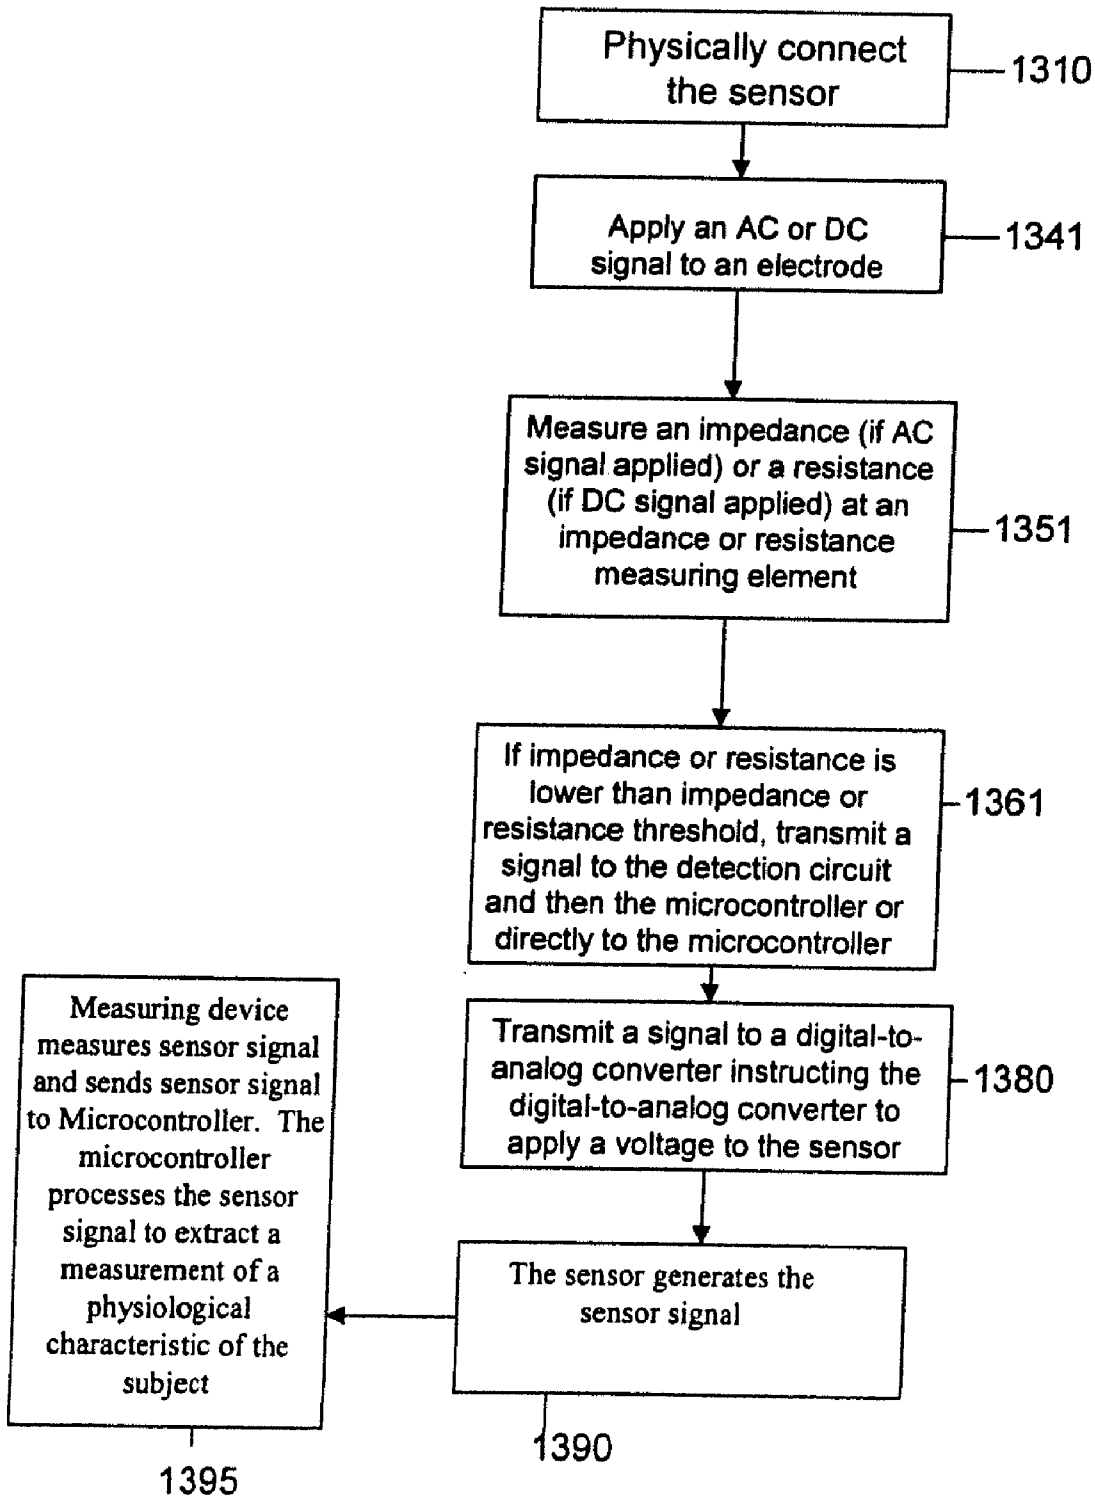 Physically connect
the sensor
1310
Apply an AC or DC
signal to an electrode
1341
Measure an impedance (if AC
signal applied) or a resistance
(if DC signal applied) at an
impedance or resistance
measuring element
1351
If impedance or resistance is
lower than impedance or
resistance threshold, transmit a
signal to the detection circuit
and then the microcontroller or
directly to the microcontroller
1361
Transmit a signal to a digital-to-
analog converter instructing the
digital-to-analog converter to
apply a voltage to the sensor
1380
The sensor generates the
sensor signal
1390
Measuring device
measures sensor signal
and sends sensor signal
to Microcontroller. The
microcontroller
processes the sensor
signal to extract a
measurement of a
physiological
characteristic of the
subject
1395